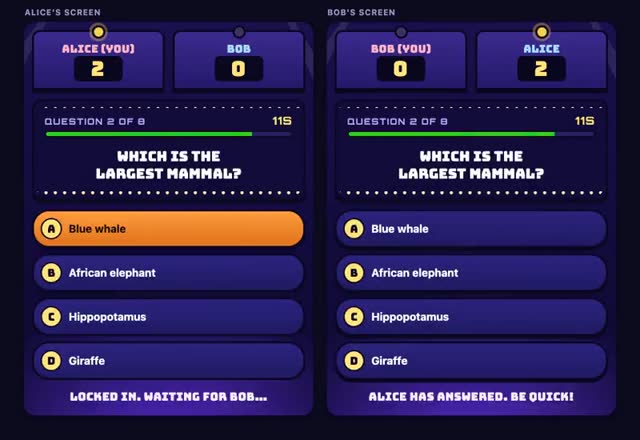 ALICE'S SCREEN
ALICE (YOU)
2
BOB
0
QUESTION 2 OF 8
11S
WHICH IS THE
LARGEST MAMMAL?
A Blue whale
B African elephant
C Hippopotamus
D Giraffe
LOCKED IN. WAITING FOR BOB...
BOB'S SCREEN
BOB (YOU)
0
ALICE
2
QUESTION 2 OF 8
11S
WHICH IS THE
LARGEST MAMMAL?
A Blue whale
B African elephant
C Hippopotamus
D Giraffe
ALICE HAS ANSWERED. BE QUICK!